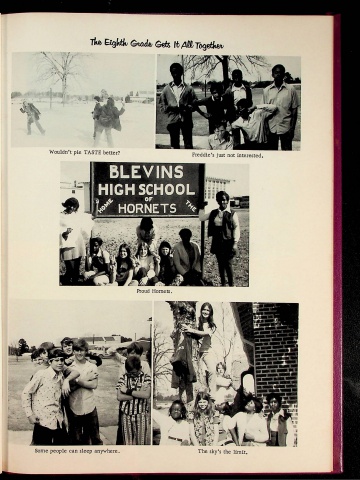 The Eighth Grade Gets It All Together
Wouldn't pie TASTE better?
Freddie's just not interested.
BLEVINS
HIGH SCHOOL
OF
HOME THE
HORNETS
Proud Hornets.
Some people can sleep anywhere.
The sky's the limit.